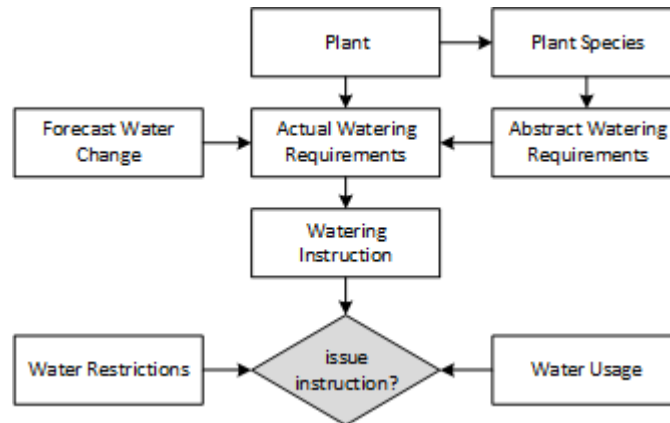 Plant
Plant Species
Forecast Water
Change
Actual Watering
Requirements
Abstract Watering
Requirements
Watering
Instruction
Water Restrictions
issue
instruction?
Water Usage